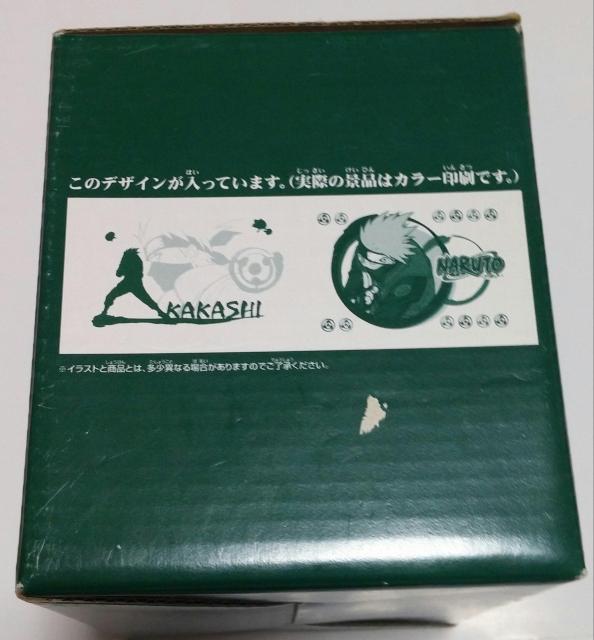 このデザインが入っています。(実際の景品はカラー印刷です。)
KAKASHI
NARUTO
※イラストと商品とは、多少異なる場合がありますのでご了承ください。